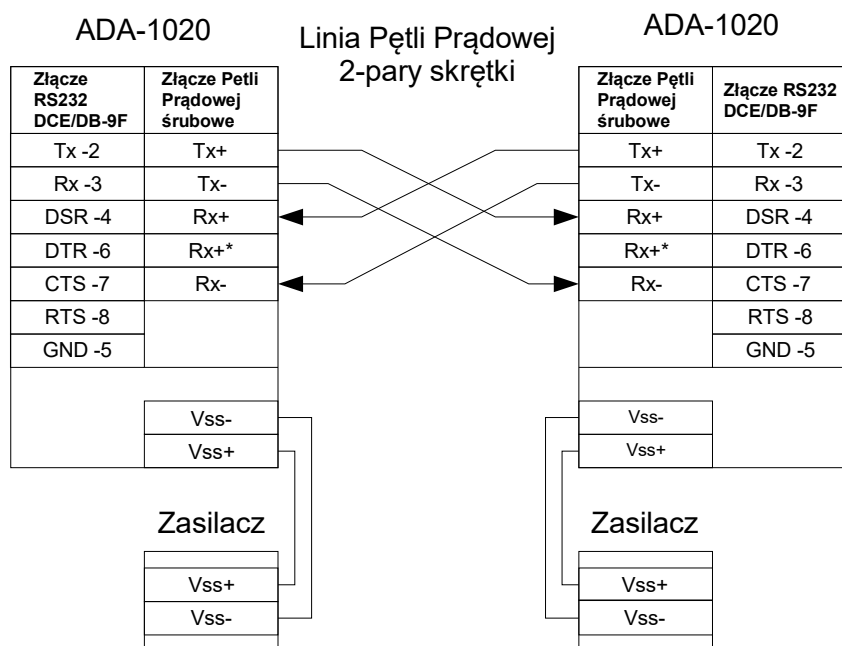 ADA-1020
Linia Pętli Prądowej
2-pary skrętki
ADA-1020
Złącze
RS232
DCE/DB-9F
Złącze Petli
Prądowej
śrubowe
Tx -2
Tx+
Rx -3
Tx-
DSR -4
Rx+
DTR -6
Rx+*
CTS -7
Rx-
RTS -8
GND -5
Vss-
Vss+
Zasilacz
Vss+
Vss-
Złącze Pętli
Prądowej
śrubowe
Złącze RS232
DCE/DB-9F
Tx+
Tx -2
Tx-
Rx -3
Rx+
DSR -4
Rx+*
DTR -6
Rx-
CTS -7
RTS -8
GND -5
Vss-
Vss+
Zasilacz
Vss+
Vss-